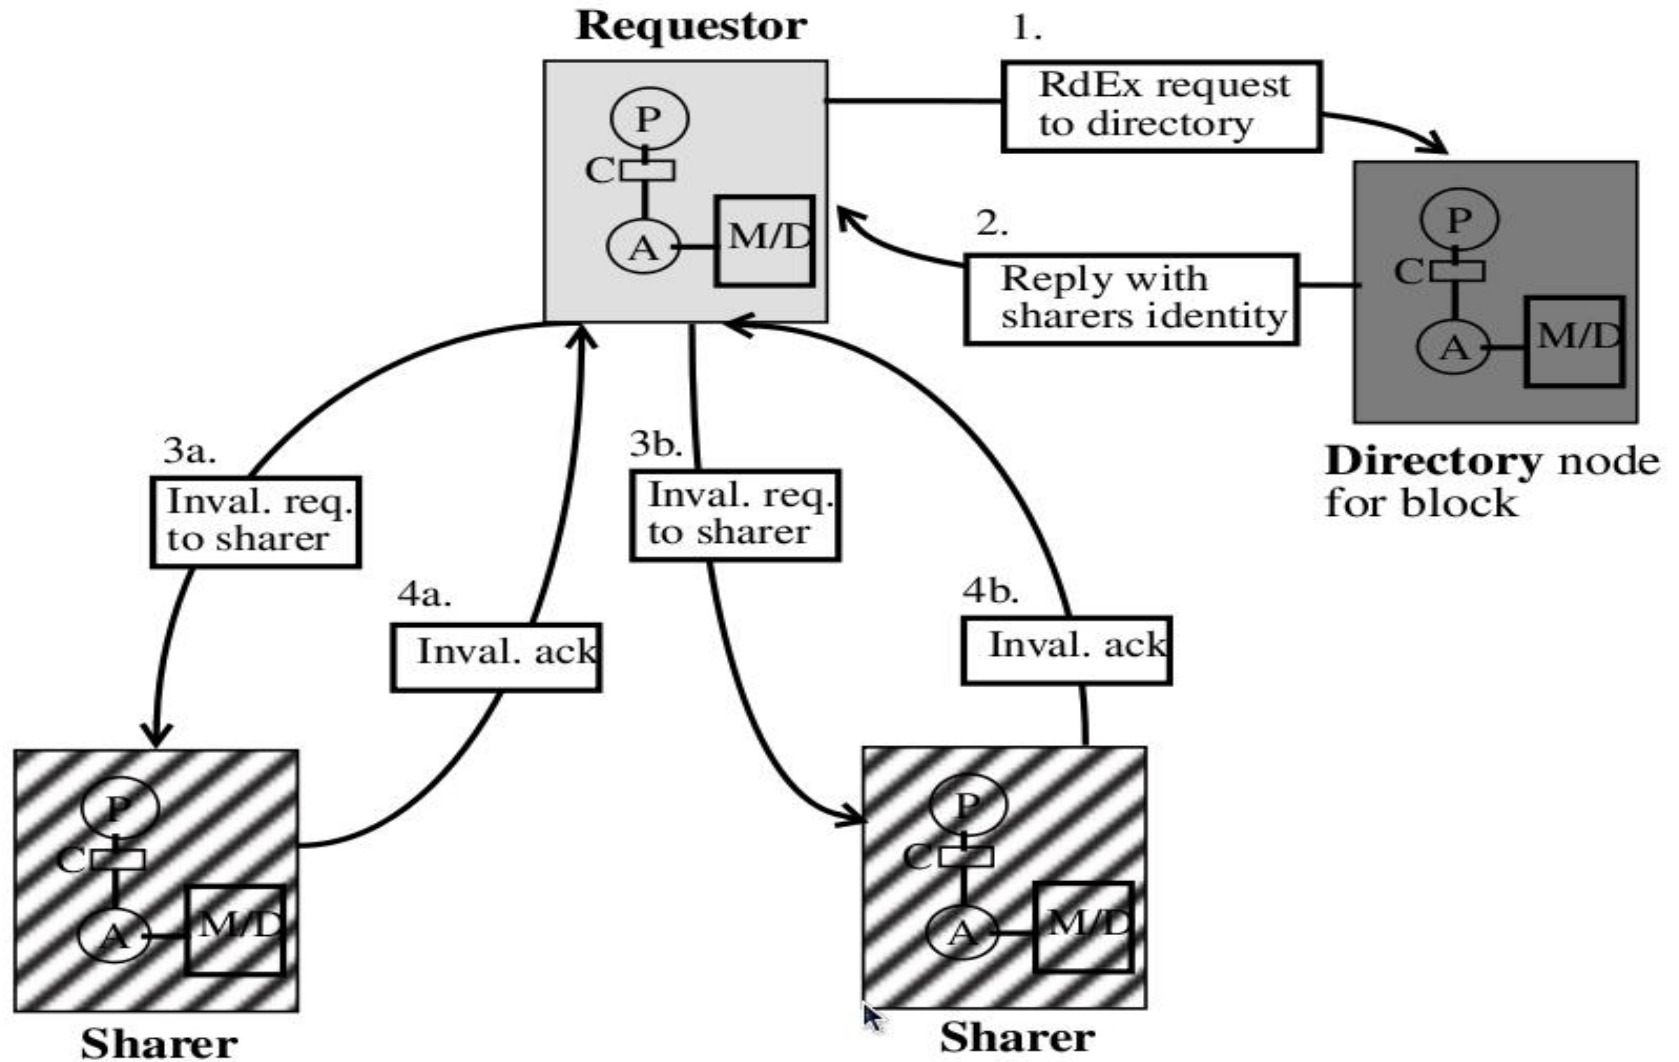 Requestor
1.
RdEx request
to directory
P
C
A
M/D
2.
Reply with
sharers identity
P
C
A
M/D
Directory node
for block
3a.
Inval. req.
to sharer
3b.
Inval. req.
to sharer
4a.
Inval. ack
4b.
Inval. ack
P
C
A
M/D
Sharer
P
C
A
M/D
Sharer